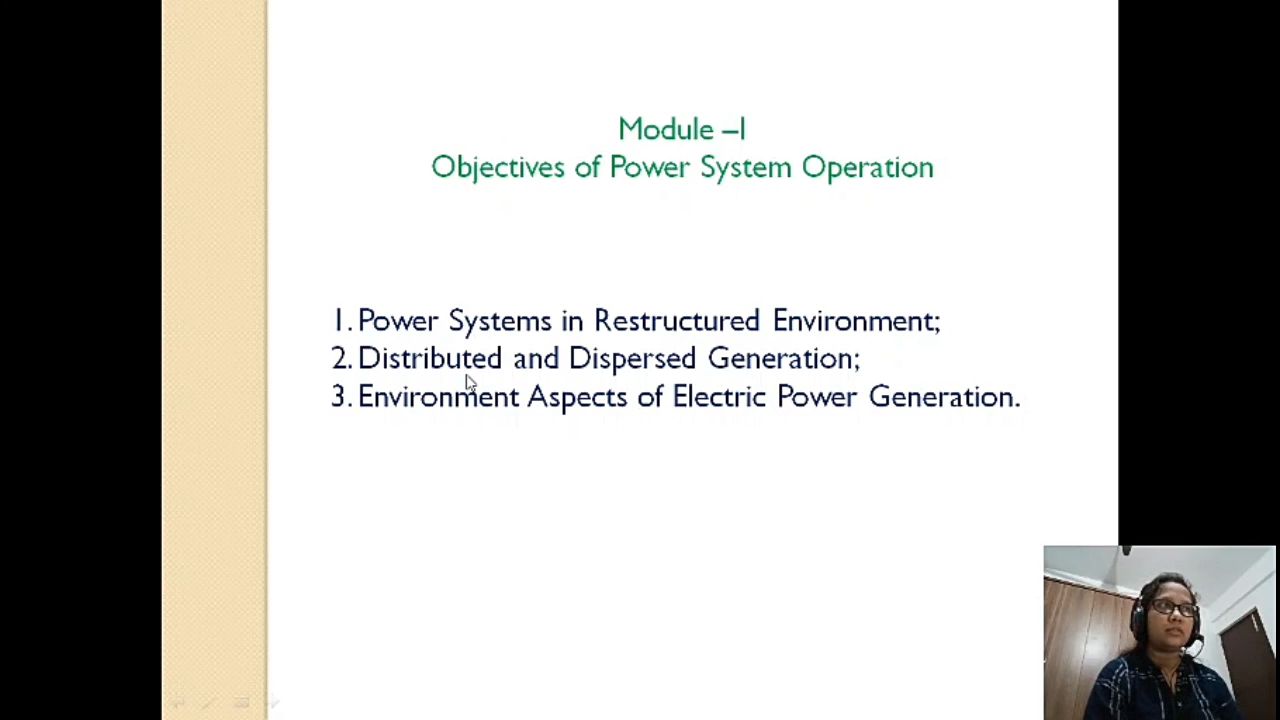 Module –I
Objectives of Power System Operation
1. Power Systems in Restructured Environment;
2. Distributed and Dispersed Generation;
3. Environment Aspects of Electric Power Generation.